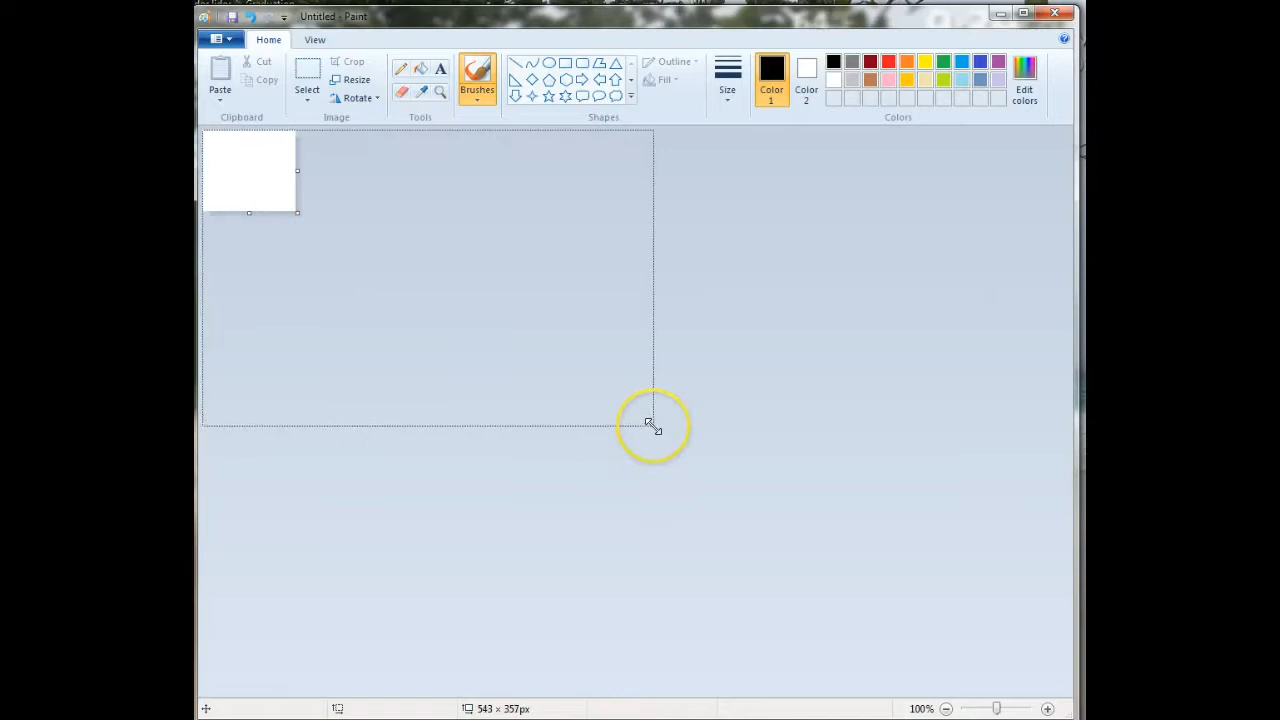 Untitled - Paint
Home View
Paste Cut Copy
Clipboard
Select Crop Resize Rotate
Image
A
Tools
Brushes
Outline Fill
Shapes
Size
Color 1
Color 2
Edit colors
Colors
543 × 357px
100%